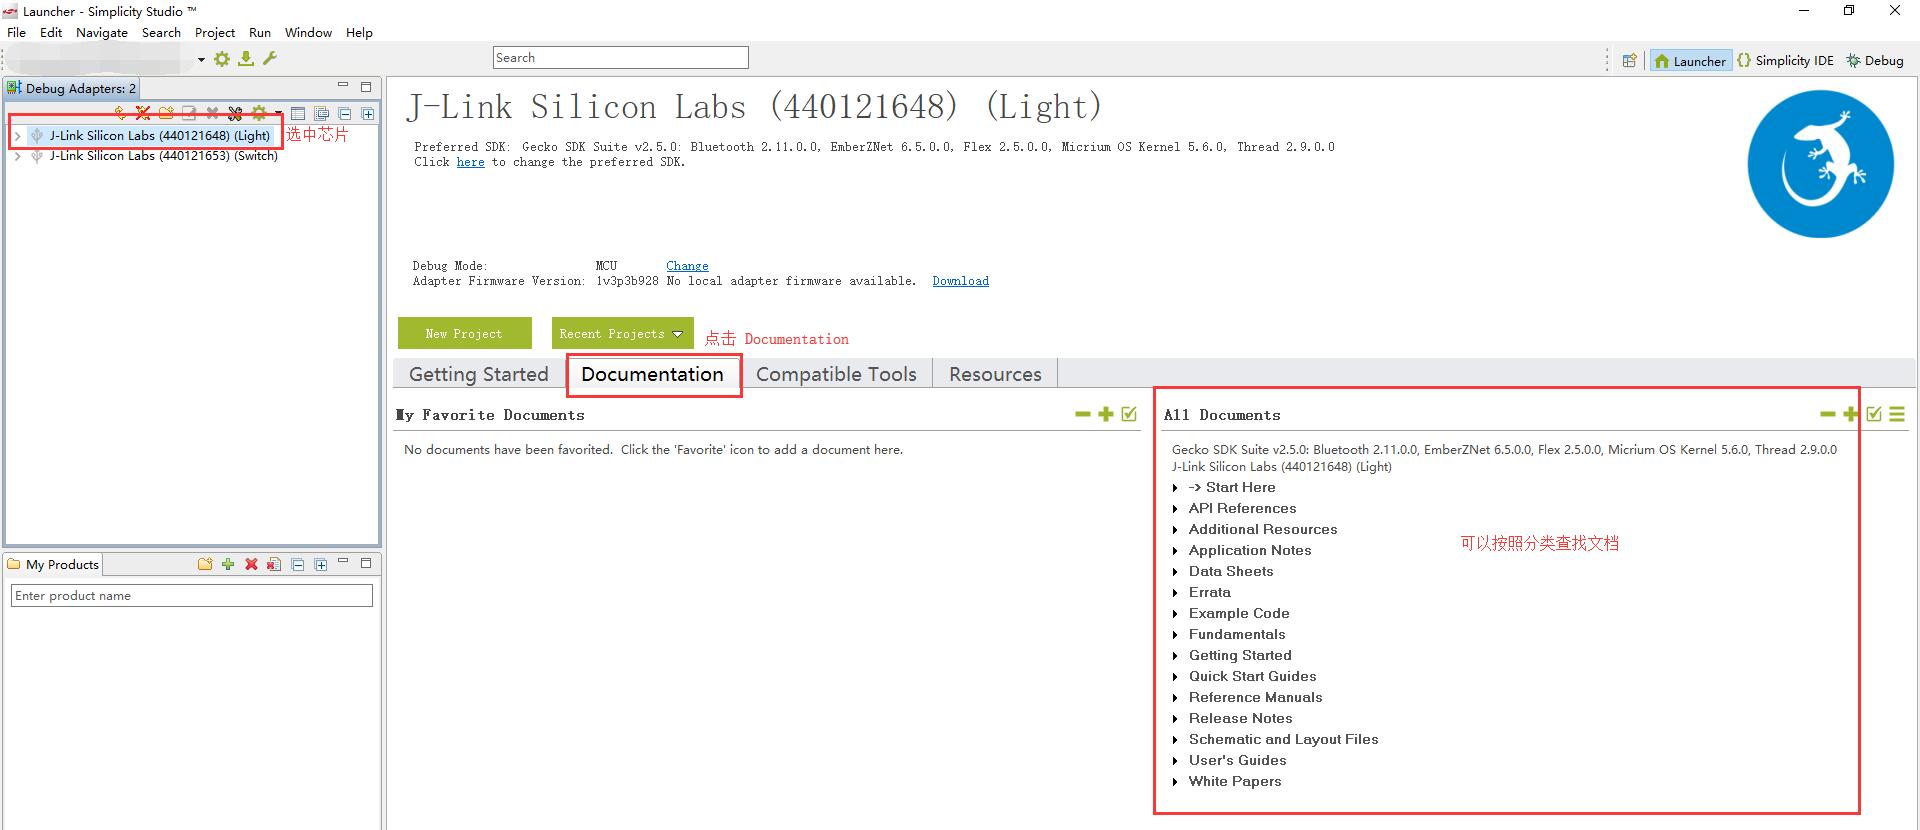 Launcher - Simplicity Studio ™
File Edit Navigate Search Project Run Window Help
Search
Launcher
Simplicity IDE
Debug
Debug Adapters: 2
J-Link Silicon Labs (440121648) (Light)
选中芯片
J-Link Silicon Labs (440121653) (Switch)
My Products
Enter product name
J-Link Silicon Labs (440121648) (Light)
Preferred SDK: Gecko SDK Suite v2.5.0: Bluetooth 2.11.0.0, EmberZNet 6.5.0.0, Flex 2.5.0.0, Micrium OS Kernel 5.6.0, Thread 2.9.0.0
Click here to change the preferred SDK.
Debug Mode: MCU Change
Adapter Firmware Version: 1v3p3b928 No local adapter firmware available. Download
New Project
Recent Projects
点击 Documentation
Getting Started
Documentation
Compatible Tools
Resources
My Favorite Documents
No documents have been favorited. Click the 'Favorite' icon to add a document here.
All Documents
Gecko SDK Suite v2.5.0: Bluetooth 2.11.0.0, EmberZNet 6.5.0.0, Flex 2.5.0.0, Micrium OS Kernel 5.6.0, Thread 2.9.0.0
J-Link Silicon Labs (440121648) (Light)
-> Start Here
API References
Additional Resources
可以按照分类查找文档
Application Notes
Data Sheets
Errata
Example Code
Fundamentals
Getting Started
Quick Start Guides
Reference Manuals
Release Notes
Schematic and Layout Files
User's Guides
White Papers